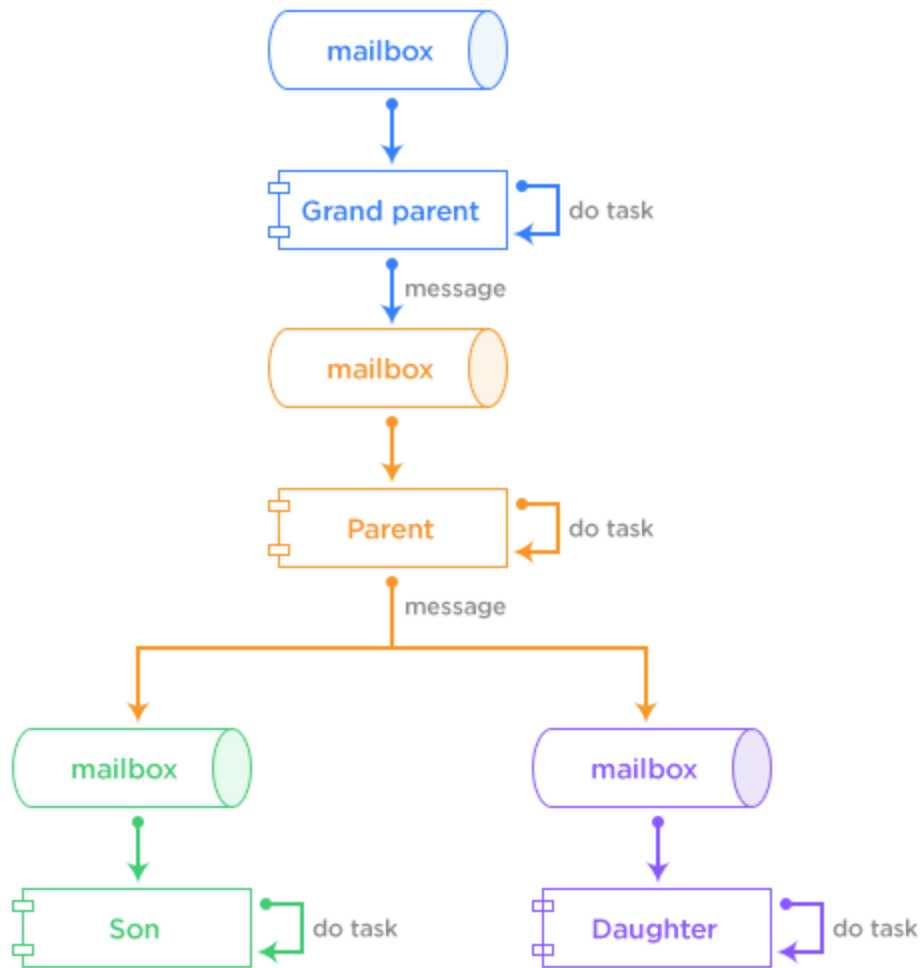 mailbox
Grand parent
do task
message
mailbox
Parent
do task
message
mailbox
mailbox
Son
do task
Daughter
do task